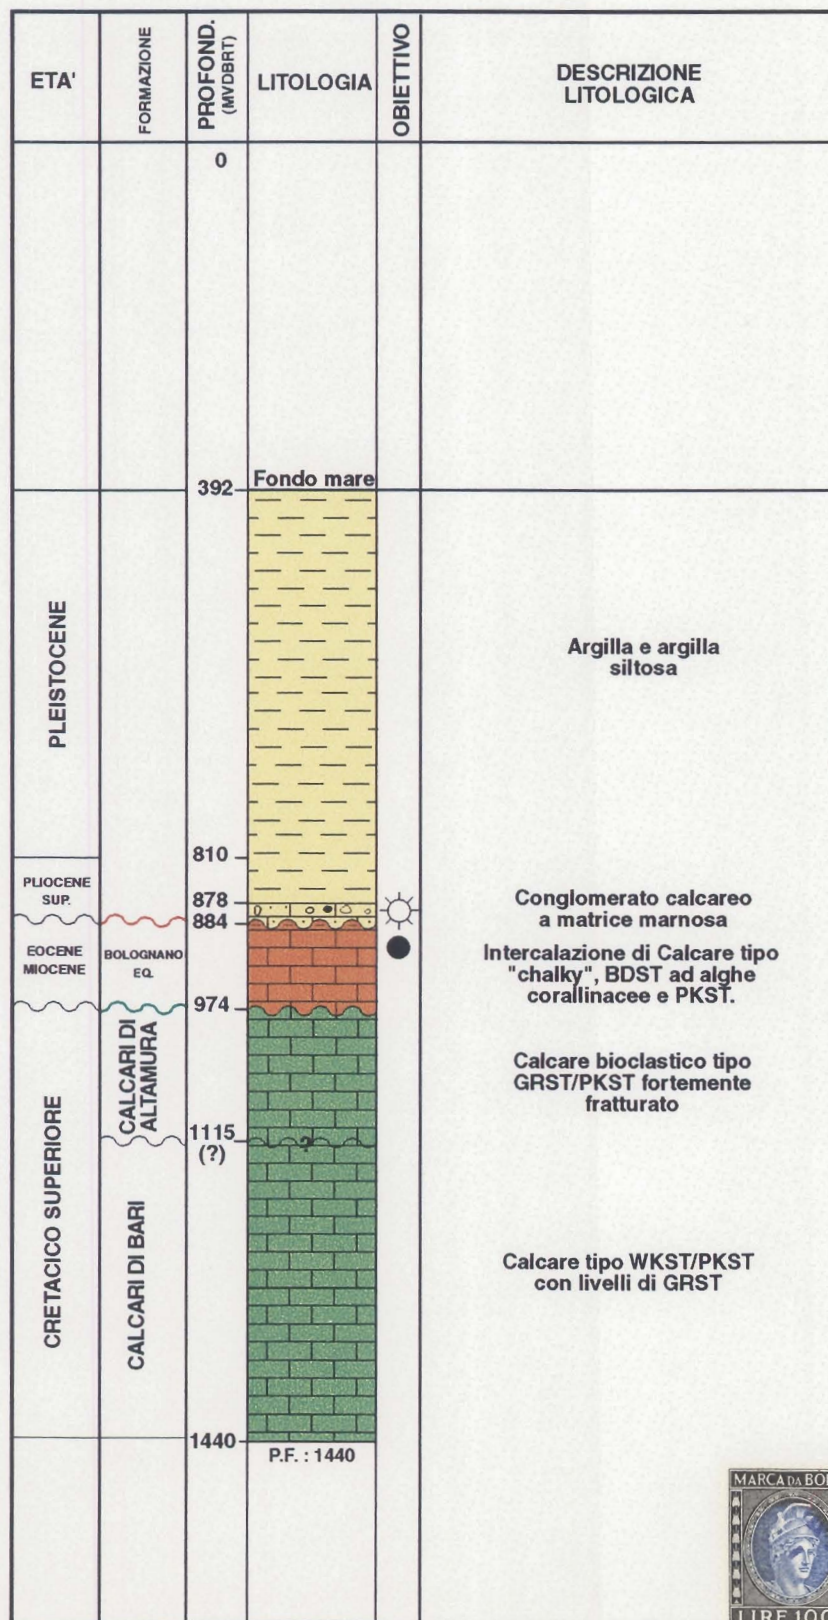 ETA'
FORMAZIONE
PROFOND.
(MVDBRT)
LITOLOGIA
OBIETTIVO
DESCRIZIONE
LITOLOGICA
0
Fondo mare
392
PLEISTOCENE
Argilla e argilla
siltosa
810
PLIOCENE
SUP.
878
884
Conglomerato calcareo
a matrice marnosa
EOCENE
MIOCENE
BOLOGNANO
EQ.
Intercalazione di Calcare tipo
"chalky", BDST ad alghe
corallinacee e PKST.
974
CRETACICO SUPERIORE
CALCARI DI
ALTAMURA
Calcare bioclastico tipo
GRST/PKST fortemente
fratturato
1115
(?)
?
CALCARI DI BARI
Calcare tipo WKST/PKST
con livelli di GRST
1440
P.F. : 1440
MARCA DA
LIRE